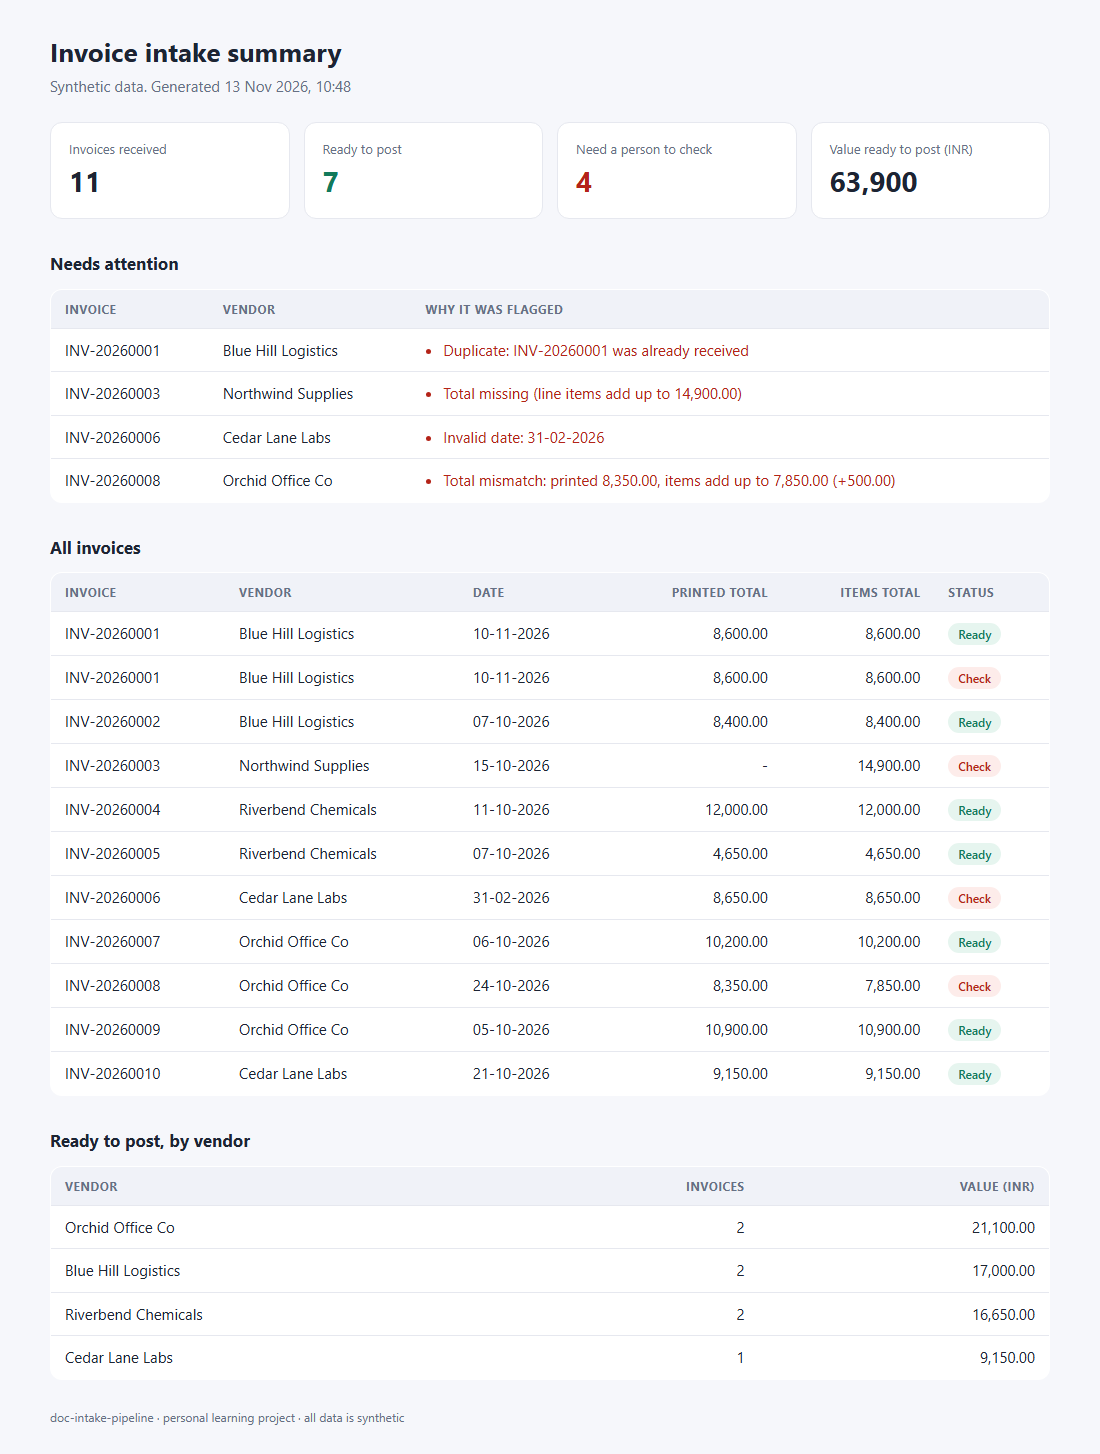 Invoice intake summary
Synthetic data. Generated 13 Nov 2026, 10:48
Invoices received Ready to post Need a person to check Value ready to post (INR)
11 7 4 63,900
Needs attention
INVOICE VENDOR WHY IT WAS FLAGGED
INV-20260001 Blue Hill Logistics • Duplicate: INV-20260001 was already received
INV-20260003 Northwind Supplies • Total missing (line items add up to 14,900.00)
INV-20260006 Cedar Lane Labs • Invalid date: 31-02-2026
INV-20260008 Orchid Office Co • Total mismatch: printed 8,350.00, items add up to 7,850.00 (+500.00)
All invoices
INVOICE VENDOR DATE PRINTED TOTAL ITEMS TOTAL STATUS
INV-20260001 Blue Hill Logistics 10-11-2026 8,600.00 8,600.00 Ready
INV-20260001 Blue Hill Logistics 10-11-2026 8,600.00 8,600.00 Check
INV-20260002 Blue Hill Logistics 07-10-2026 8,400.00 8,400.00 Ready
INV-20260003 Northwind Supplies 15-10-2026 - 14,900.00 Check
INV-20260004 Riverbend Chemicals 11-10-2026 12,000.00 12,000.00 Ready
INV-20260005 Riverbend Chemicals 07-10-2026 4,650.00 4,650.00 Ready
INV-20260006 Cedar Lane Labs 31-02-2026 8,650.00 8,650.00 Check
INV-20260007 Orchid Office Co 06-10-2026 10,200.00 10,200.00 Ready
INV-20260008 Orchid Office Co 24-10-2026 8,350.00 7,850.00 Check
INV-20260009 Orchid Office Co 05-10-2026 10,900.00 10,900.00 Ready
INV-20260010 Cedar Lane Labs 21-10-2026 9,150.00 9,150.00 Ready
Ready to post, by vendor
VENDOR INVOICES VALUE (INR)
Orchid Office Co 2 21,100.00
Blue Hill Logistics 2 17,000.00
Riverbend Chemicals 2 16,650.00
Cedar Lane Labs 1 9,150.00
doc-intake-pipeline · personal learning project · all data is synthetic